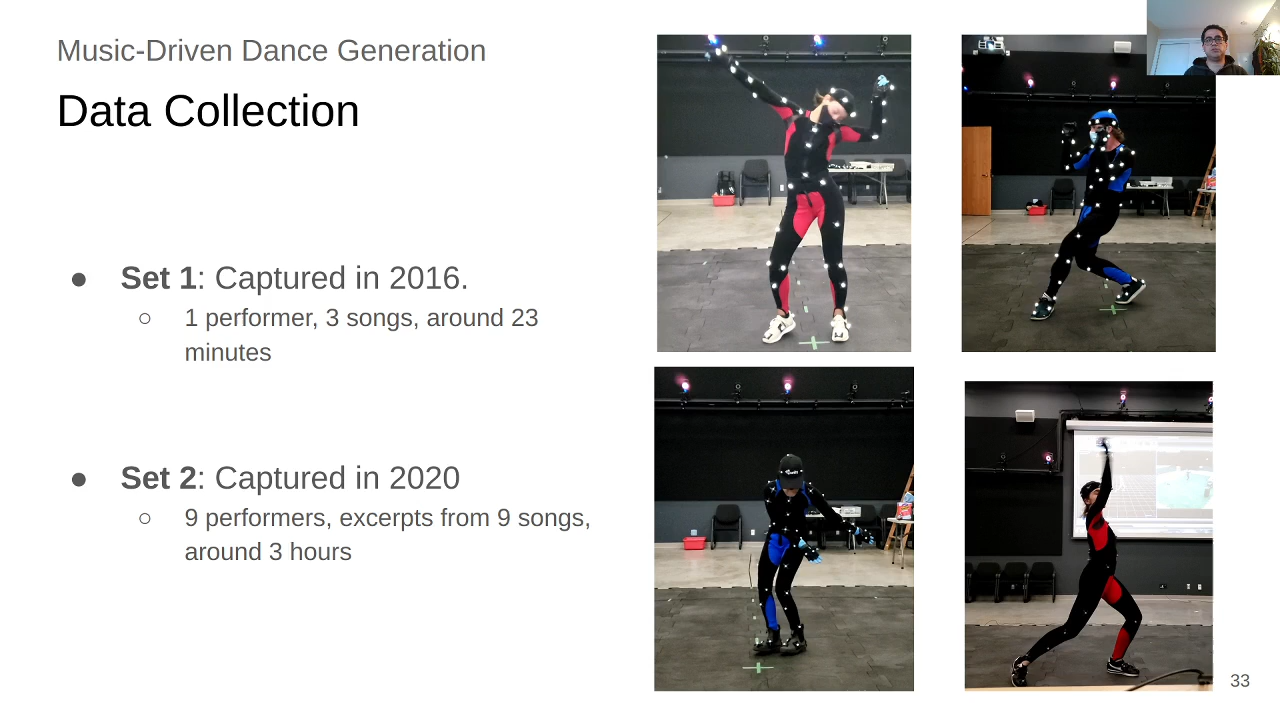 Music-Driven Dance Generation
Data Collection
● Set 1: Captured in 2016.
○ 1 performer, 3 songs, around 23
minutes
● Set 2: Captured in 2020
○ 9 performers, excerpts from 9 songs,
around 3 hours
33